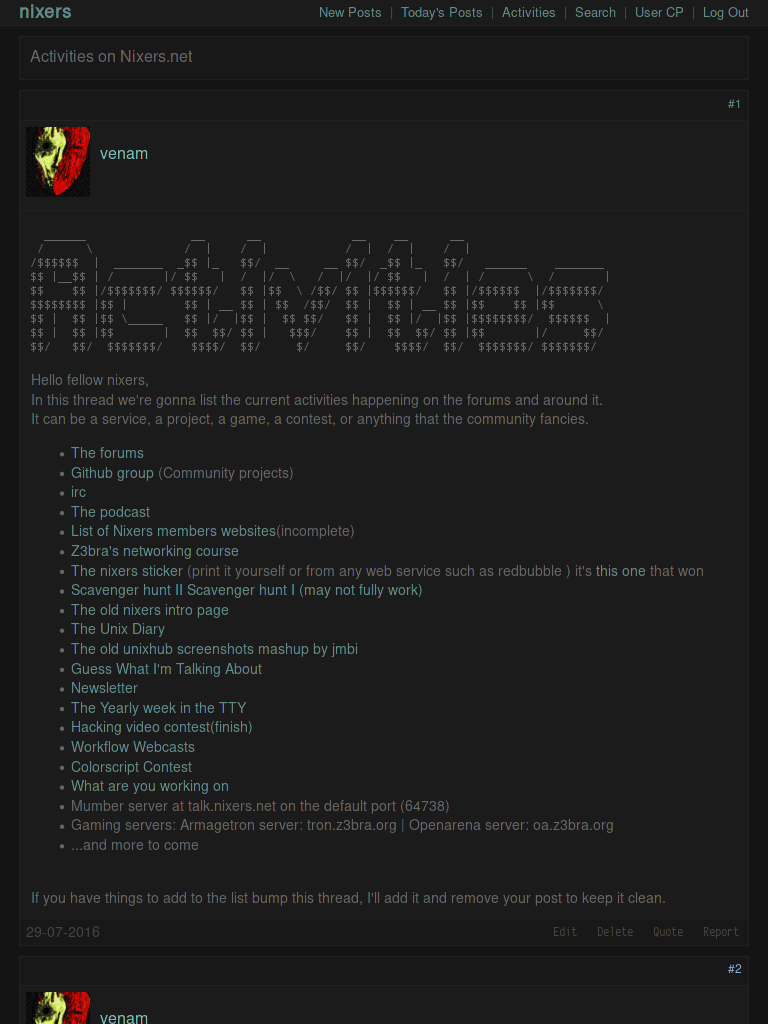 nixers
New Posts | Today's Posts | Activities | Search | User CP | Log Out
Activities on Nixers.net
#1
venam
Activities
Hello fellow nixers,
In this thread we're gonna list the current activities happening on the forums and around it.
It can be a service, a project, a game, a contest, or anything that the community fancies.
The forums
Github group (Community projects)
irc
The podcast
List of Nixers members websites(incomplete)
Z3bra's networking course
The nixers sticker (print it yourself or from any web service such as redbubble ) it's this one that won
Scavenger hunt II Scavenger hunt I (may not fully work)
The old nixers intro page
The Unix Diary
The old unixhub screenshots mashup by jmbi
Guess What I'm Talking About
Newsletter
The Yearly week in the TTY
Hacking video contest(finish)
Workflow Webcasts
Colorscript Contest
What are you working on
Mumber server at talk.nixers.net on the default port (64738)
Gaming servers: Armagetron server: tron.z3bra.org | Openarena server: oa.z3bra.org
...and more to come
If you have things to add to the list bump this thread, I'll add it and remove your post to keep it clean.
29-07-2016
Edit Delete Quote Report
#2
venam